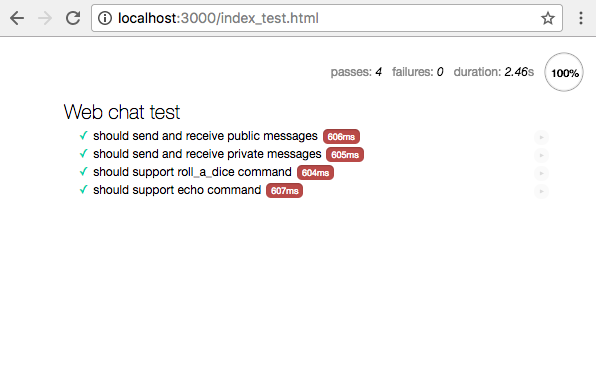 localhost:3000/index_test.html
passes: 4 failures: 0 duration: 2.46s 100%
Web chat test
✓ should send and receive public messages 606ms
✓ should send and receive private messages 605ms
✓ should support roll_a_dice command 604ms
✓ should support echo command 607ms